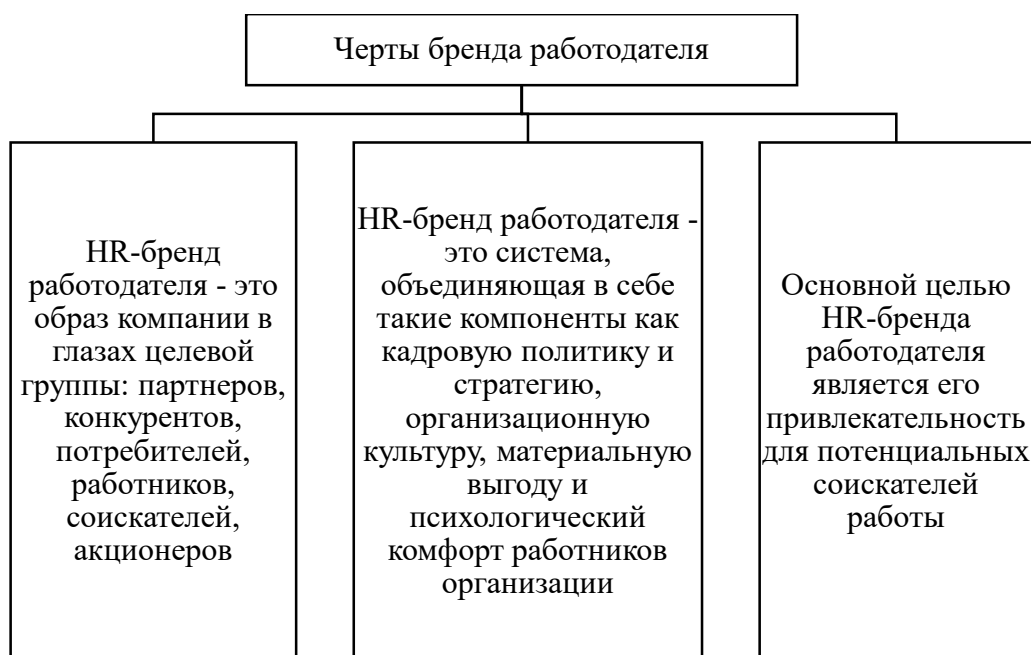 Черты бренда работодателя
HR-бренд
работодателя - это
образ компании в
глазах целевой
группы: партнеров,
конкурентов,
потребителей,
работников,
соискателей,
акционеров
HR-бренд работодателя -
это система,
объединяющая в себе
такие компоненты как
кадровую политику и
стратегию,
организационную
культуру, материальную
выгоду и
психологический
комфорт работников
организации
Основной целью
HR-бренда
работодателя
является его
привлекательность
для потенциальных
соискателей
работы